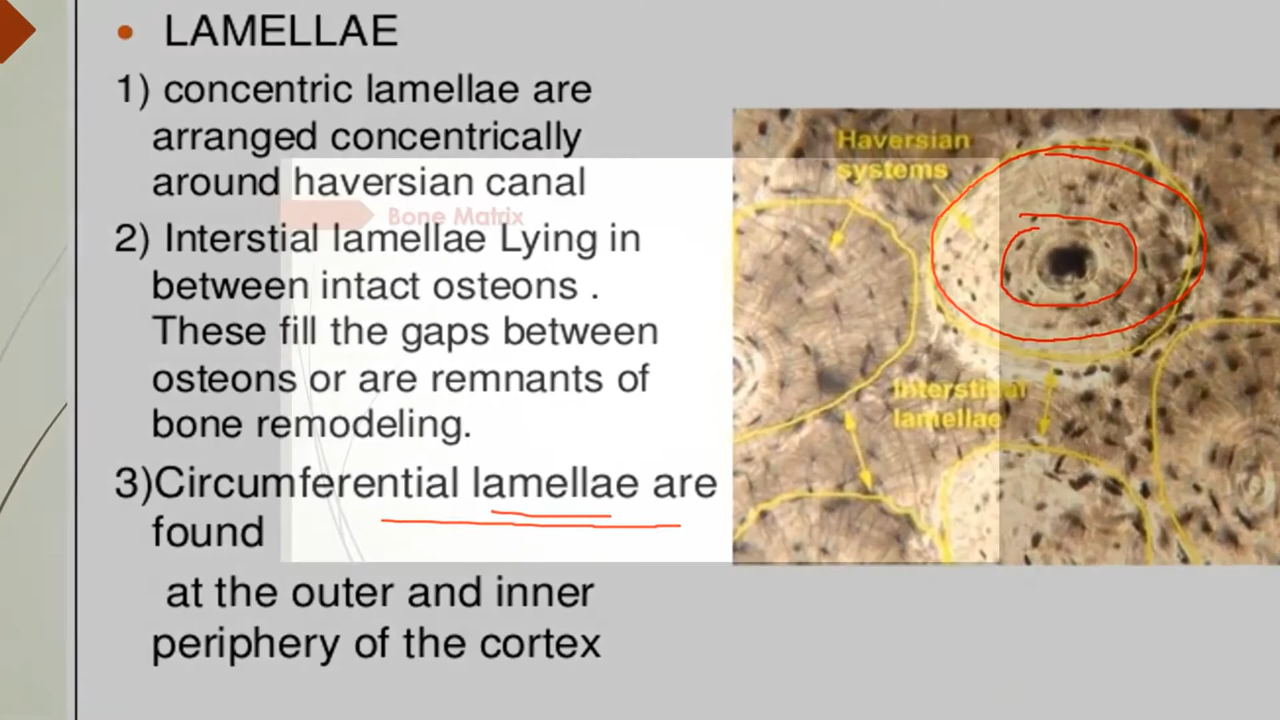 • LAMELLAE
1) concentric lamellae are
arranged concentrically
around haversian canal
Bone Matrix
2) Interstial lamellae Lying in
between intact osteons .
These fill the gaps between
osteons or are remnants of
bone remodeling.
3)Circumferential lamellae are
found
at the outer and inner
periphery of the cortex
Haversian
systems
Interstitial
lamellae